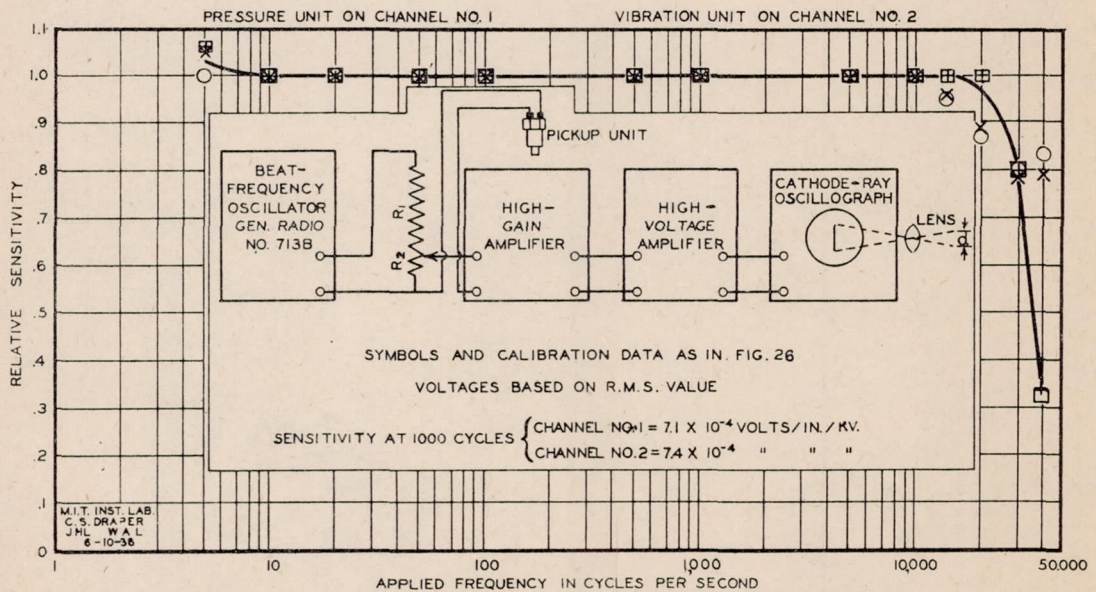 PRESSURE UNIT ON CHANNEL NO. 1
VIBRATION UNIT ON CHANNEL NO. 2
1.1
1.0
.9
.8
.7
.6
.5
.4
.3
.2
.1
0
RELATIVE SENSITIVITY
PICKUP UNIT
BEAT-
FREQUENCY
OSCILLATOR
GEN. RADIO
NO. 713B
R1
R2
HIGH-
GAIN
AMPLIFIER
HIGH-
VOLTAGE
AMPLIFIER
CATHODE-RAY
OSCILLOGRAPH
LENS
d
SYMBOLS AND CALIBRATION DATA AS IN. FIG. 26
VOLTAGES BASED ON R.M.S. VALUE
SENSITIVITY AT 1000 CYCLES
CHANNEL NO.1 = 7.1 X 10⁻⁴ VOLTS/IN./KV.
CHANNEL NO.2 = 7.4 X 10⁻⁴ " " "
M.I.T. INST. LAB.
C.S. DRAPER
JHL WAL
6-10-38
1
10
100
1,000
10,000
50.000
APPLIED FREQUENCY IN CYCLES PER SECOND